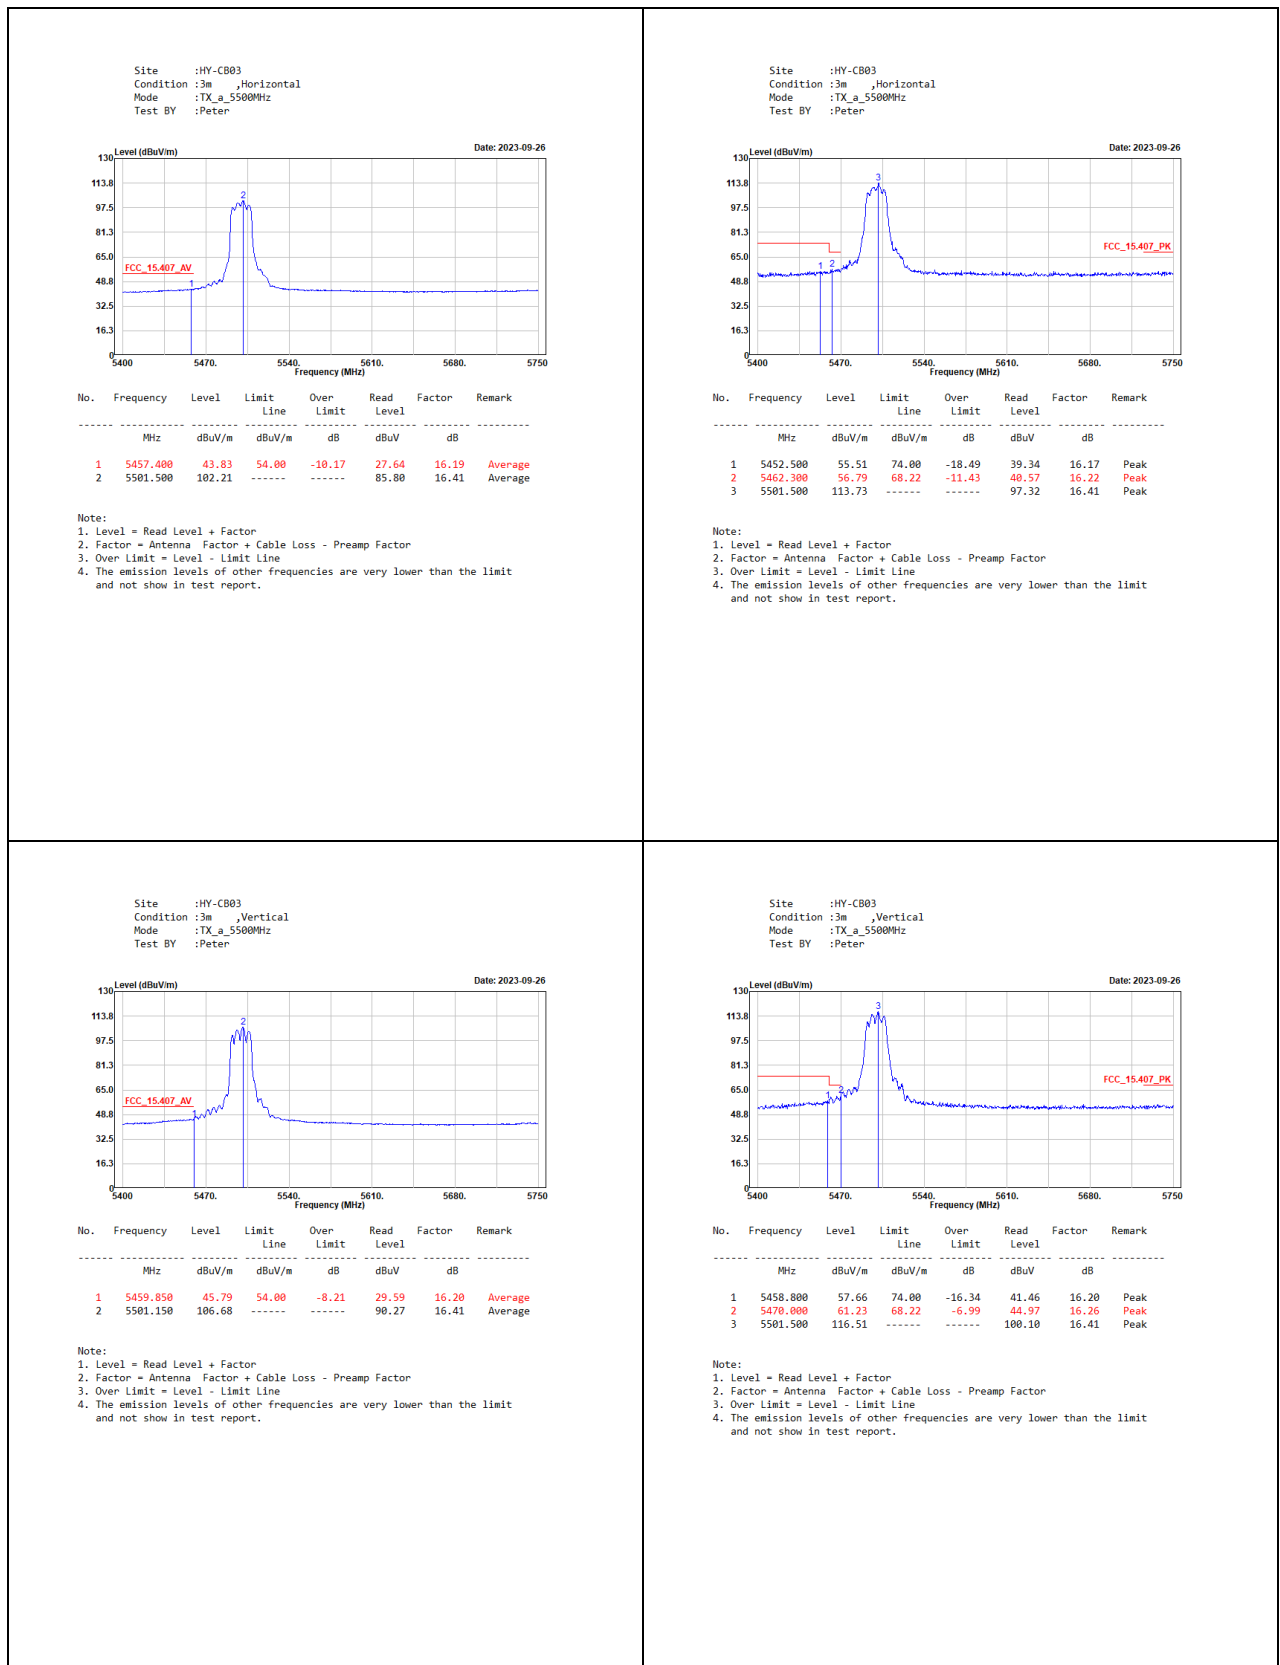 Site :HY-CB03
Condition :3m ,Horizontal
Mode :TX_a_5500MHz
Test BY :Peter
Level (dBuV/m) Date: 2023-09-26
130
113.8
97.5
81.3
65.0
48.8
32.5
16.3
0
FCC_15.407_AV
1
2
5400 5470. 5540. 5610. 5680. 5750
Frequency (MHz)
No. Frequency Level Limit Over Read Factor Remark
Line Limit Level
------ ----------- -------- -------- -------- -------- -------- ---------
MHz dBuV/m dBuV/m dB dBuV dB
1 5457.400 43.83 54.00 -10.17 27.64 16.19 Average
2 5501.500 102.21 ------ ------ 85.80 16.41 Average
Note:
1. Level = Read Level + Factor
2. Factor = Antenna Factor + Cable Loss - Preamp Factor
3. Over Limit = Level - Limit Line
4. The emission levels of other frequencies are very lower than the limit
and not show in test report.
Site :HY-CB03
Condition :3m ,Horizontal
Mode :TX_a_5500MHz
Test BY :Peter
Level (dBuV/m) Date: 2023-09-26
130
113.8
97.5
81.3
65.0
48.8
32.5
16.3
0
FCC_15.407_PK
1
2
3
5400 5470. 5540. 5610. 5680. 5750
Frequency (MHz)
No. Frequency Level Limit Over Read Factor Remark
Line Limit Level
------ ----------- -------- -------- -------- -------- -------- ---------
MHz dBuV/m dBuV/m dB dBuV dB
1 5452.500 55.51 74.00 -18.49 39.34 16.17 Peak
2 5462.300 56.79 68.22 -11.43 40.57 16.22 Peak
3 5501.500 113.73 ------ ------ 97.32 16.41 Peak
Note:
1. Level = Read Level + Factor
2. Factor = Antenna Factor + Cable Loss - Preamp Factor
3. Over Limit = Level - Limit Line
4. The emission levels of other frequencies are very lower than the limit
and not show in test report.
Site :HY-CB03
Condition :3m ,Vertical
Mode :TX_a_5500MHz
Test BY :Peter
Level (dBuV/m) Date: 2023-09-26
130
113.8
97.5
81.3
65.0
48.8
32.5
16.3
0
FCC_15.407_AV
1
2
5400 5470. 5540. 5610. 5680. 5750
Frequency (MHz)
No. Frequency Level Limit Over Read Factor Remark
Line Limit Level
------ ----------- -------- -------- -------- -------- -------- ---------
MHz dBuV/m dBuV/m dB dBuV dB
1 5459.850 45.79 54.00 -8.21 29.59 16.20 Average
2 5501.150 106.68 ------ ------ 90.27 16.41 Average
Note:
1. Level = Read Level + Factor
2. Factor = Antenna Factor + Cable Loss - Preamp Factor
3. Over Limit = Level - Limit Line
4. The emission levels of other frequencies are very lower than the limit
and not show in test report.
Site :HY-CB03
Condition :3m ,Vertical
Mode :TX_a_5500MHz
Test BY :Peter
Level (dBuV/m) Date: 2023-09-26
130
113.8
97.5
81.3
65.0
48.8
32.5
16.3
0
FCC_15.407_PK
1
2
3
5400 5470. 5540. 5610. 5680. 5750
Frequency (MHz)
No. Frequency Level Limit Over Read Factor Remark
Line Limit Level
------ ----------- -------- -------- -------- -------- -------- ---------
MHz dBuV/m dBuV/m dB dBuV dB
1 5458.800 57.66 74.00 -16.34 41.46 16.20 Peak
2 5470.000 61.23 68.22 -6.99 44.97 16.26 Peak
3 5501.500 116.51 ------ ------ 100.10 16.41 Peak
Note:
1. Level = Read Level + Factor
2. Factor = Antenna Factor + Cable Loss - Preamp Factor
3. Over Limit = Level - Limit Line
4. The emission levels of other frequencies are very lower than the limit
and not show in test report.